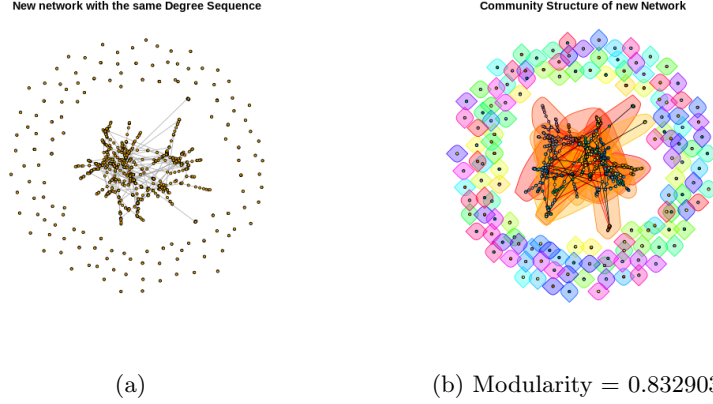 New network with the same Degree Sequence
Community Structure of new Network
(a)
(b) Modularity = 0.83290